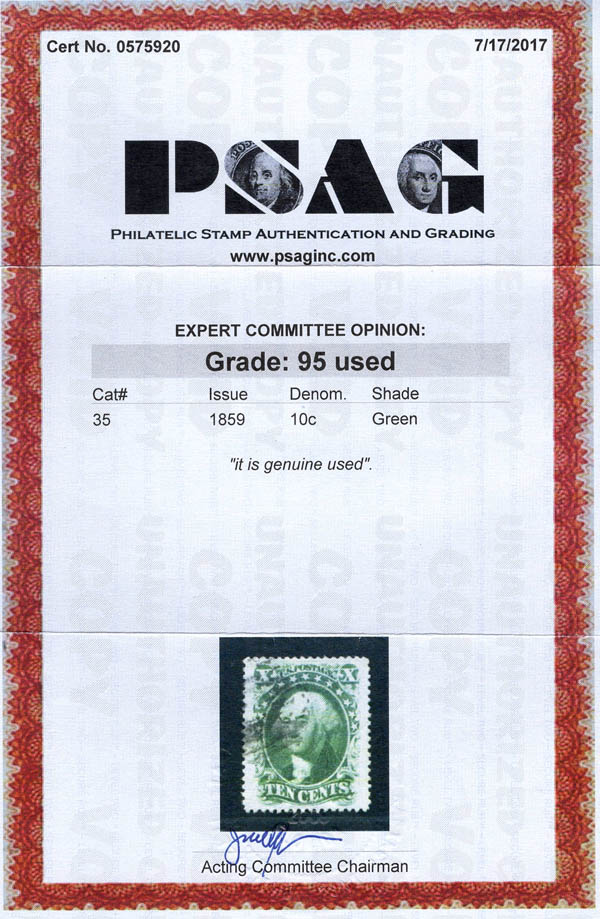 Cert No. 0575920 7/17/2017
PSAG
PHILATELIC STAMP AUTHENTICATION AND GRADING
www.psaginc.com
EXPERT COMMITTEE OPINION:
Grade: 95 used
Cat# Issue Denom. Shade
35 1859 10c Green
"it is genuine used".
X U.S. POSTAGE X
TEN CENTS
Acting Committee Chairman